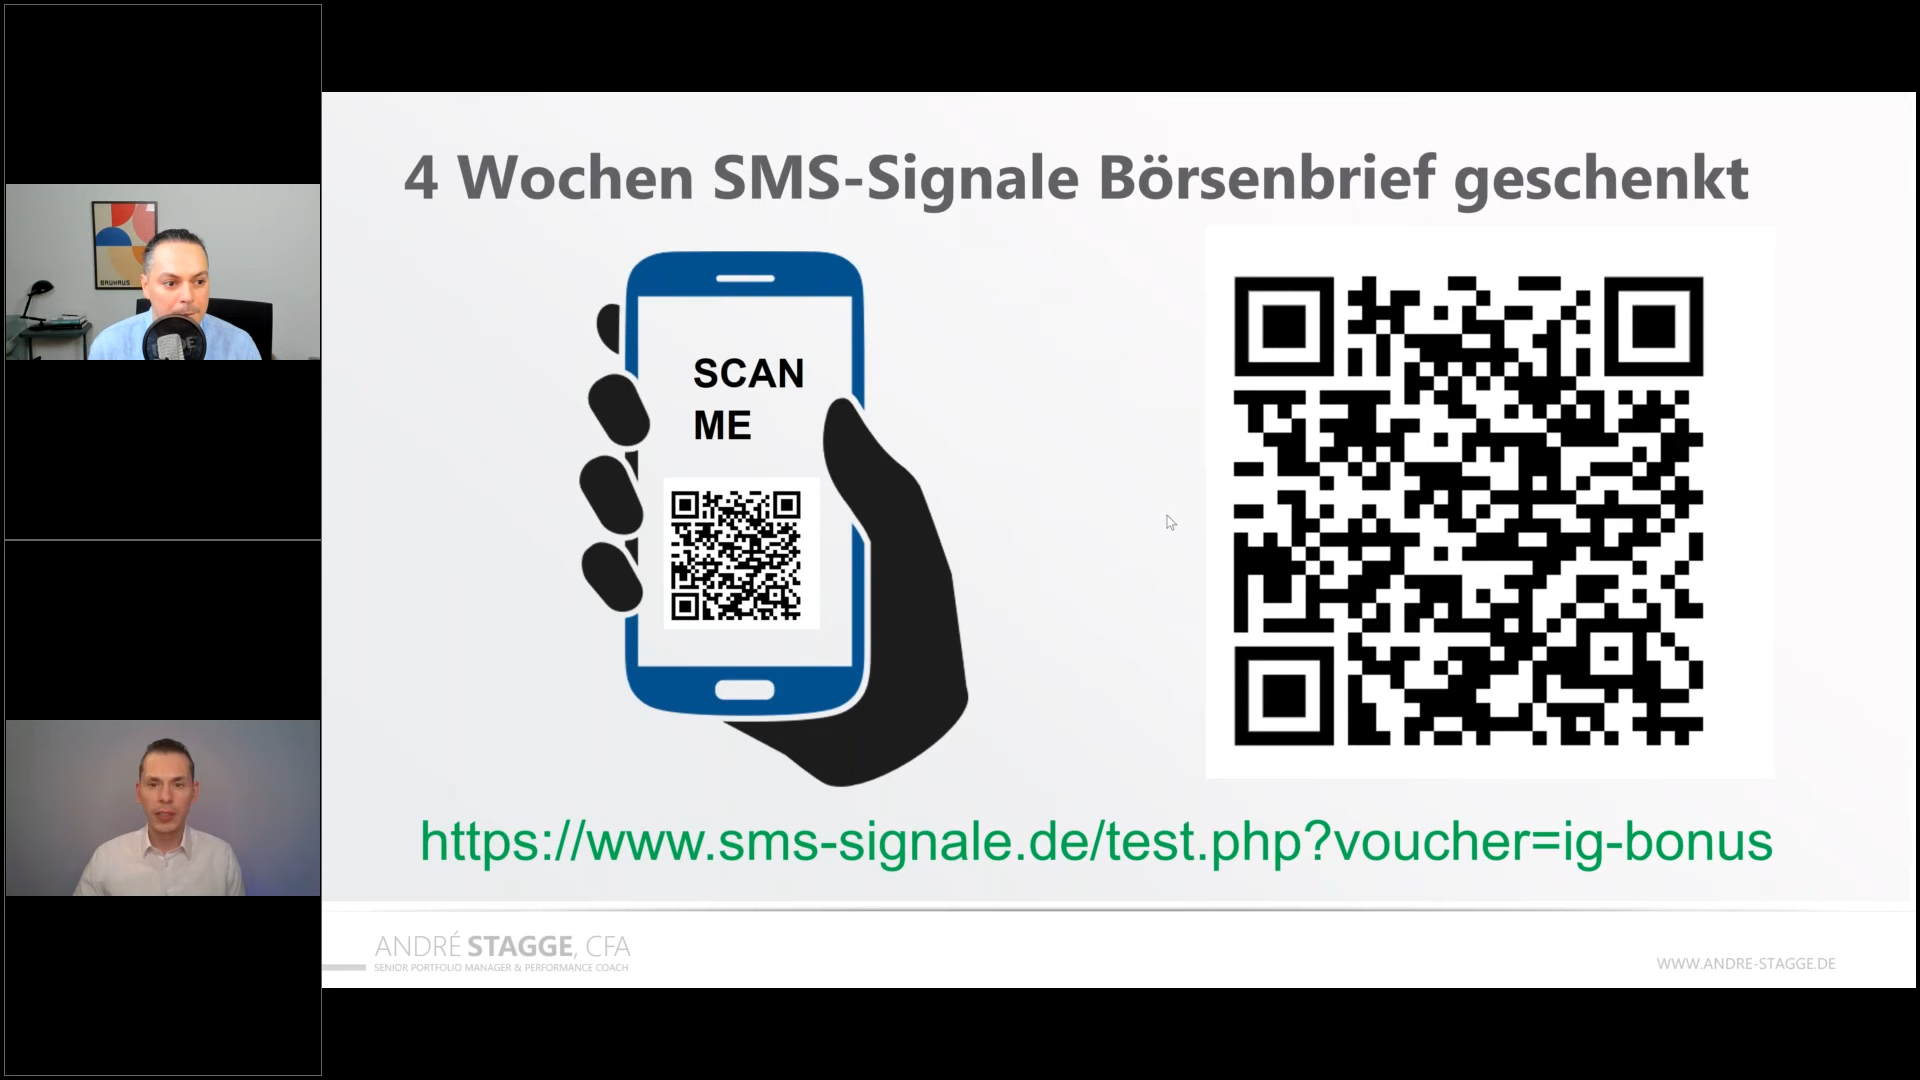 4 Wochen SMS-Signale Börsenbrief geschenkt
SCAN
ME
https://www.sms-signale.de/test.php?voucher=ig-bonus
ANDRÉ STAGGE, CFA
SENIOR PORTFOLIO MANAGER & PERFORMANCE COACH
WWW.ANDRE-STAGGE.DE
BAUHAUS